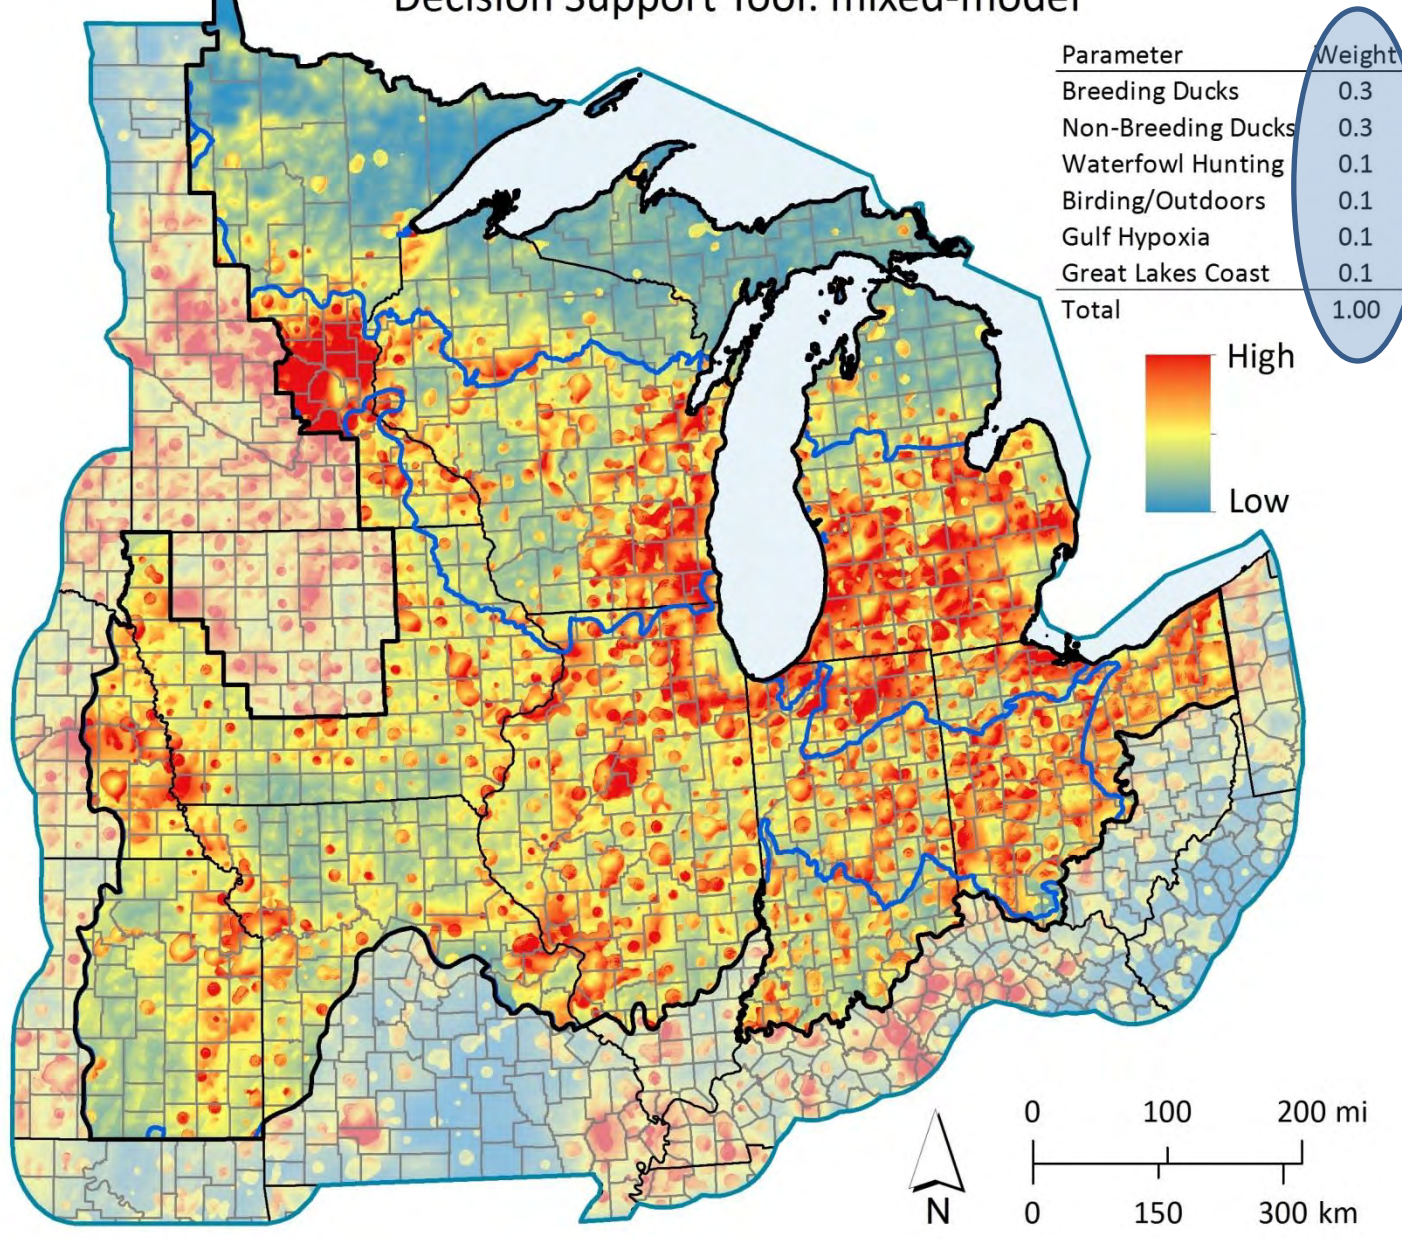 Decision Support Tool: mixed-model
Parameter Weight
Breeding Ducks 0.3
Non-Breeding Ducks 0.3
Waterfowl Hunting 0.1
Birding/Outdoors 0.1
Gulf Hypoxia 0.1
Great Lakes Coast 0.1
Total 1.00
High
Low
0 100 200 mi
N
0 150 300 km